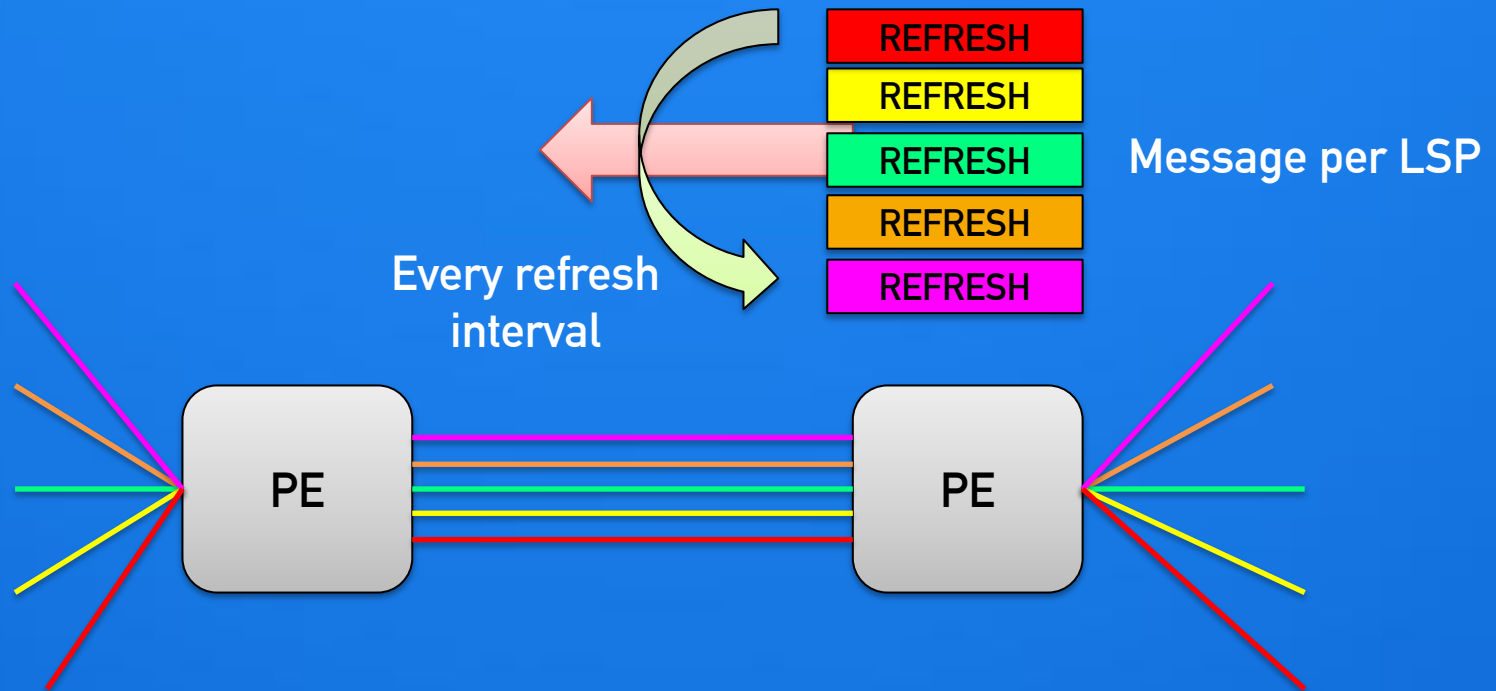 REFRESH
REFRESH
REFRESH
REFRESH
REFRESH
Message per LSP
Every refresh
interval
PE
PE